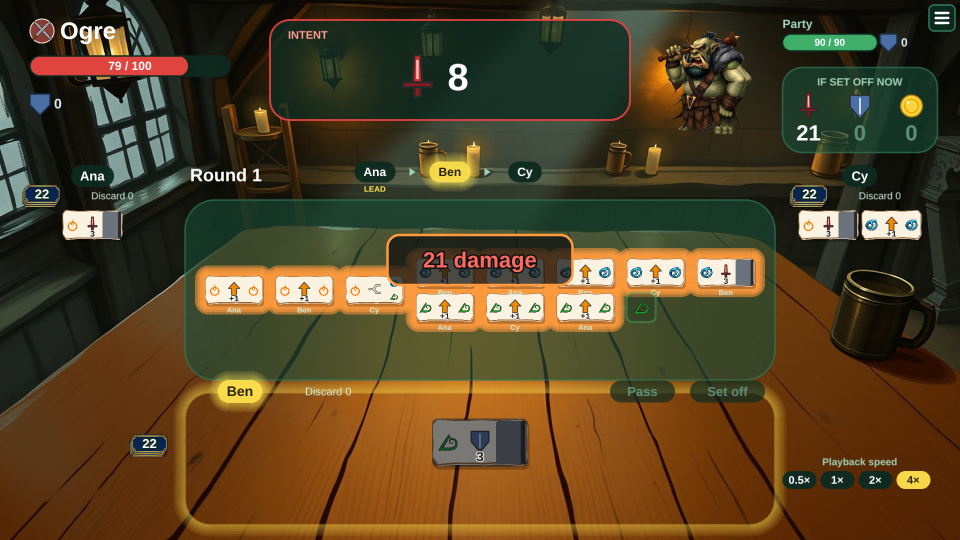 Ogre
79 / 100
0
INTENT
8
Party
90 / 90
0
IF SET OFF NOW
21 0 0
Round 1
Ana
LEAD
Ben
Cy
Ana
22
Discard 0
3
Cy
22
Discard 0
3
+1
21 damage
+1
Ana
+1
Ben
Cy
+1
+1
Cy
3
Ben
+1
Ana
+1
Cy
+1
Ana
Ben
Discard 0
Pass
Set off
22
3
Playback speed
0.5×
1×
2×
4×